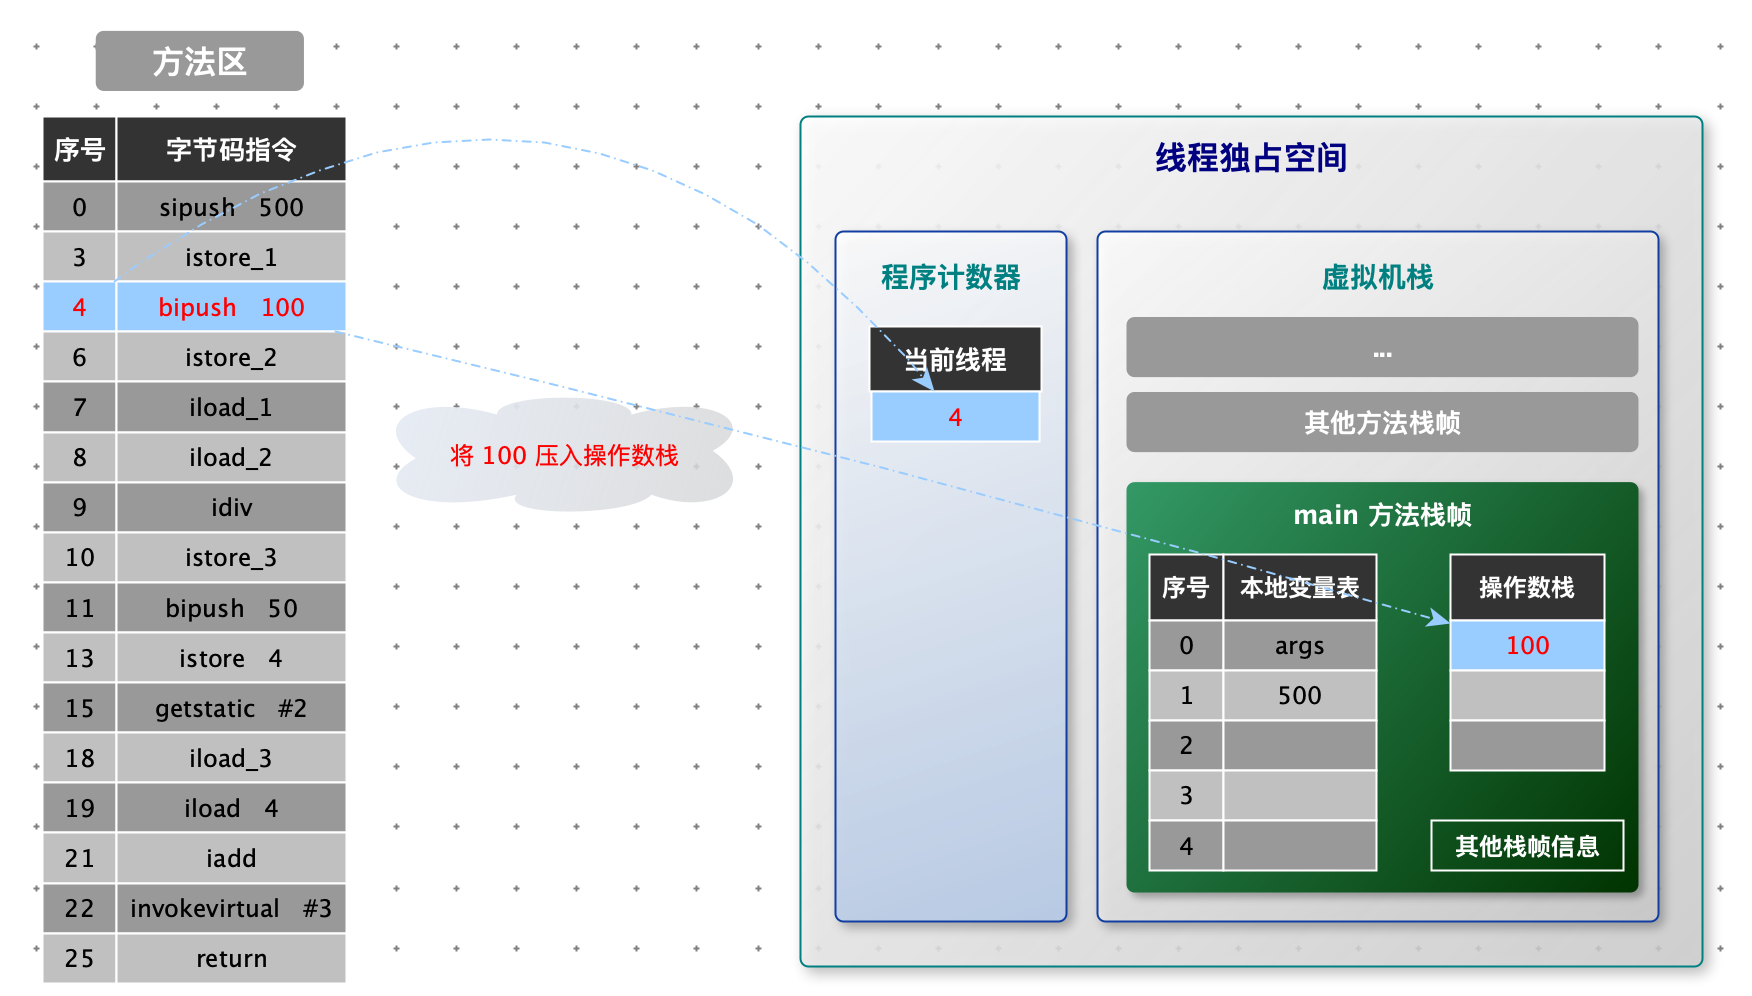 方法区
序号 字节码指令
0 sipush 500
3 istore_1
4 bipush 100
6 istore_2
7 iload_1
8 iload_2
9 idiv
10 istore_3
11 bipush 50
13 istore 4
15 getstatic #2
18 iload_3
19 iload 4
21 iadd
22 invokevirtual #3
25 return
将 100 压入操作数栈
线程独占空间
程序计数器
当前线程
4
虚拟机栈
...
其他方法栈帧
main 方法栈帧
序号 本地变量表
0 args
1 500
2
3
4
操作数栈
100
其他栈帧信息